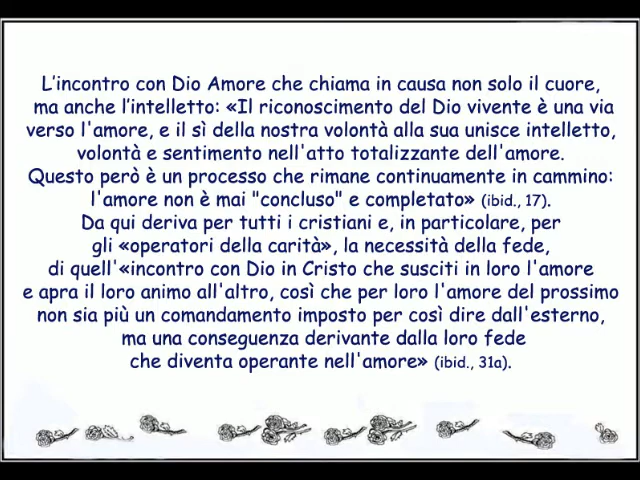 L'incontro con Dio Amore che chiama in causa non solo il cuore,
ma anche l'intelletto: «Il riconoscimento del Dio vivente è una via
verso l'amore, e il sì della nostra volontà alla sua unisce intelletto,
volontà e sentimento nell'atto totalizzante dell'amore.
Questo però è un processo che rimane continuamente in cammino:
l'amore non è mai "concluso" e completato» (ibid., 17).
Da qui deriva per tutti i cristiani e, in particolare, per
gli «operatori della carità», la necessità della fede,
di quell'«incontro con Dio in Cristo che susciti in loro l'amore
e apra il loro animo all'altro, così che per loro l'amore del prossimo
non sia più un comandamento imposto per così dire dall'esterno,
ma una conseguenza derivante dalla loro fede
che diventa operante nell'amore» (ibid., 31a).